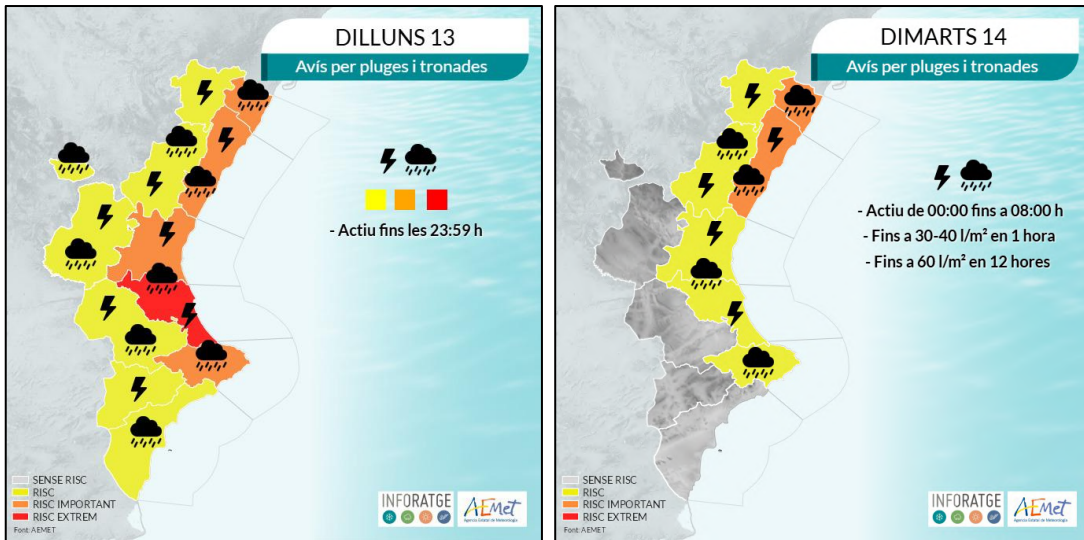 DILLUNS 13
Avís per pluges i tronades
- Actiu fins les 23:59 h
SENSE RISC
RISC
RISC IMPORTANT
RISC EXTREM
Font: AEMET
INFORATGE
AEmet
Agencia Estatal de Meteorología
DIMARTS 14
Avís per pluges i tronades
- Actiu de 00:00 fins a 08:00 h
- Fins a 30-40 l/m² en 1 hora
- Fins a 60 l/m² en 12 hores
SENSE RISC
RISC
RISC IMPORTANT
RISC EXTREM
Font: AEMET
INFORATGE
AEmet
Agencia Estatal de Meteorología